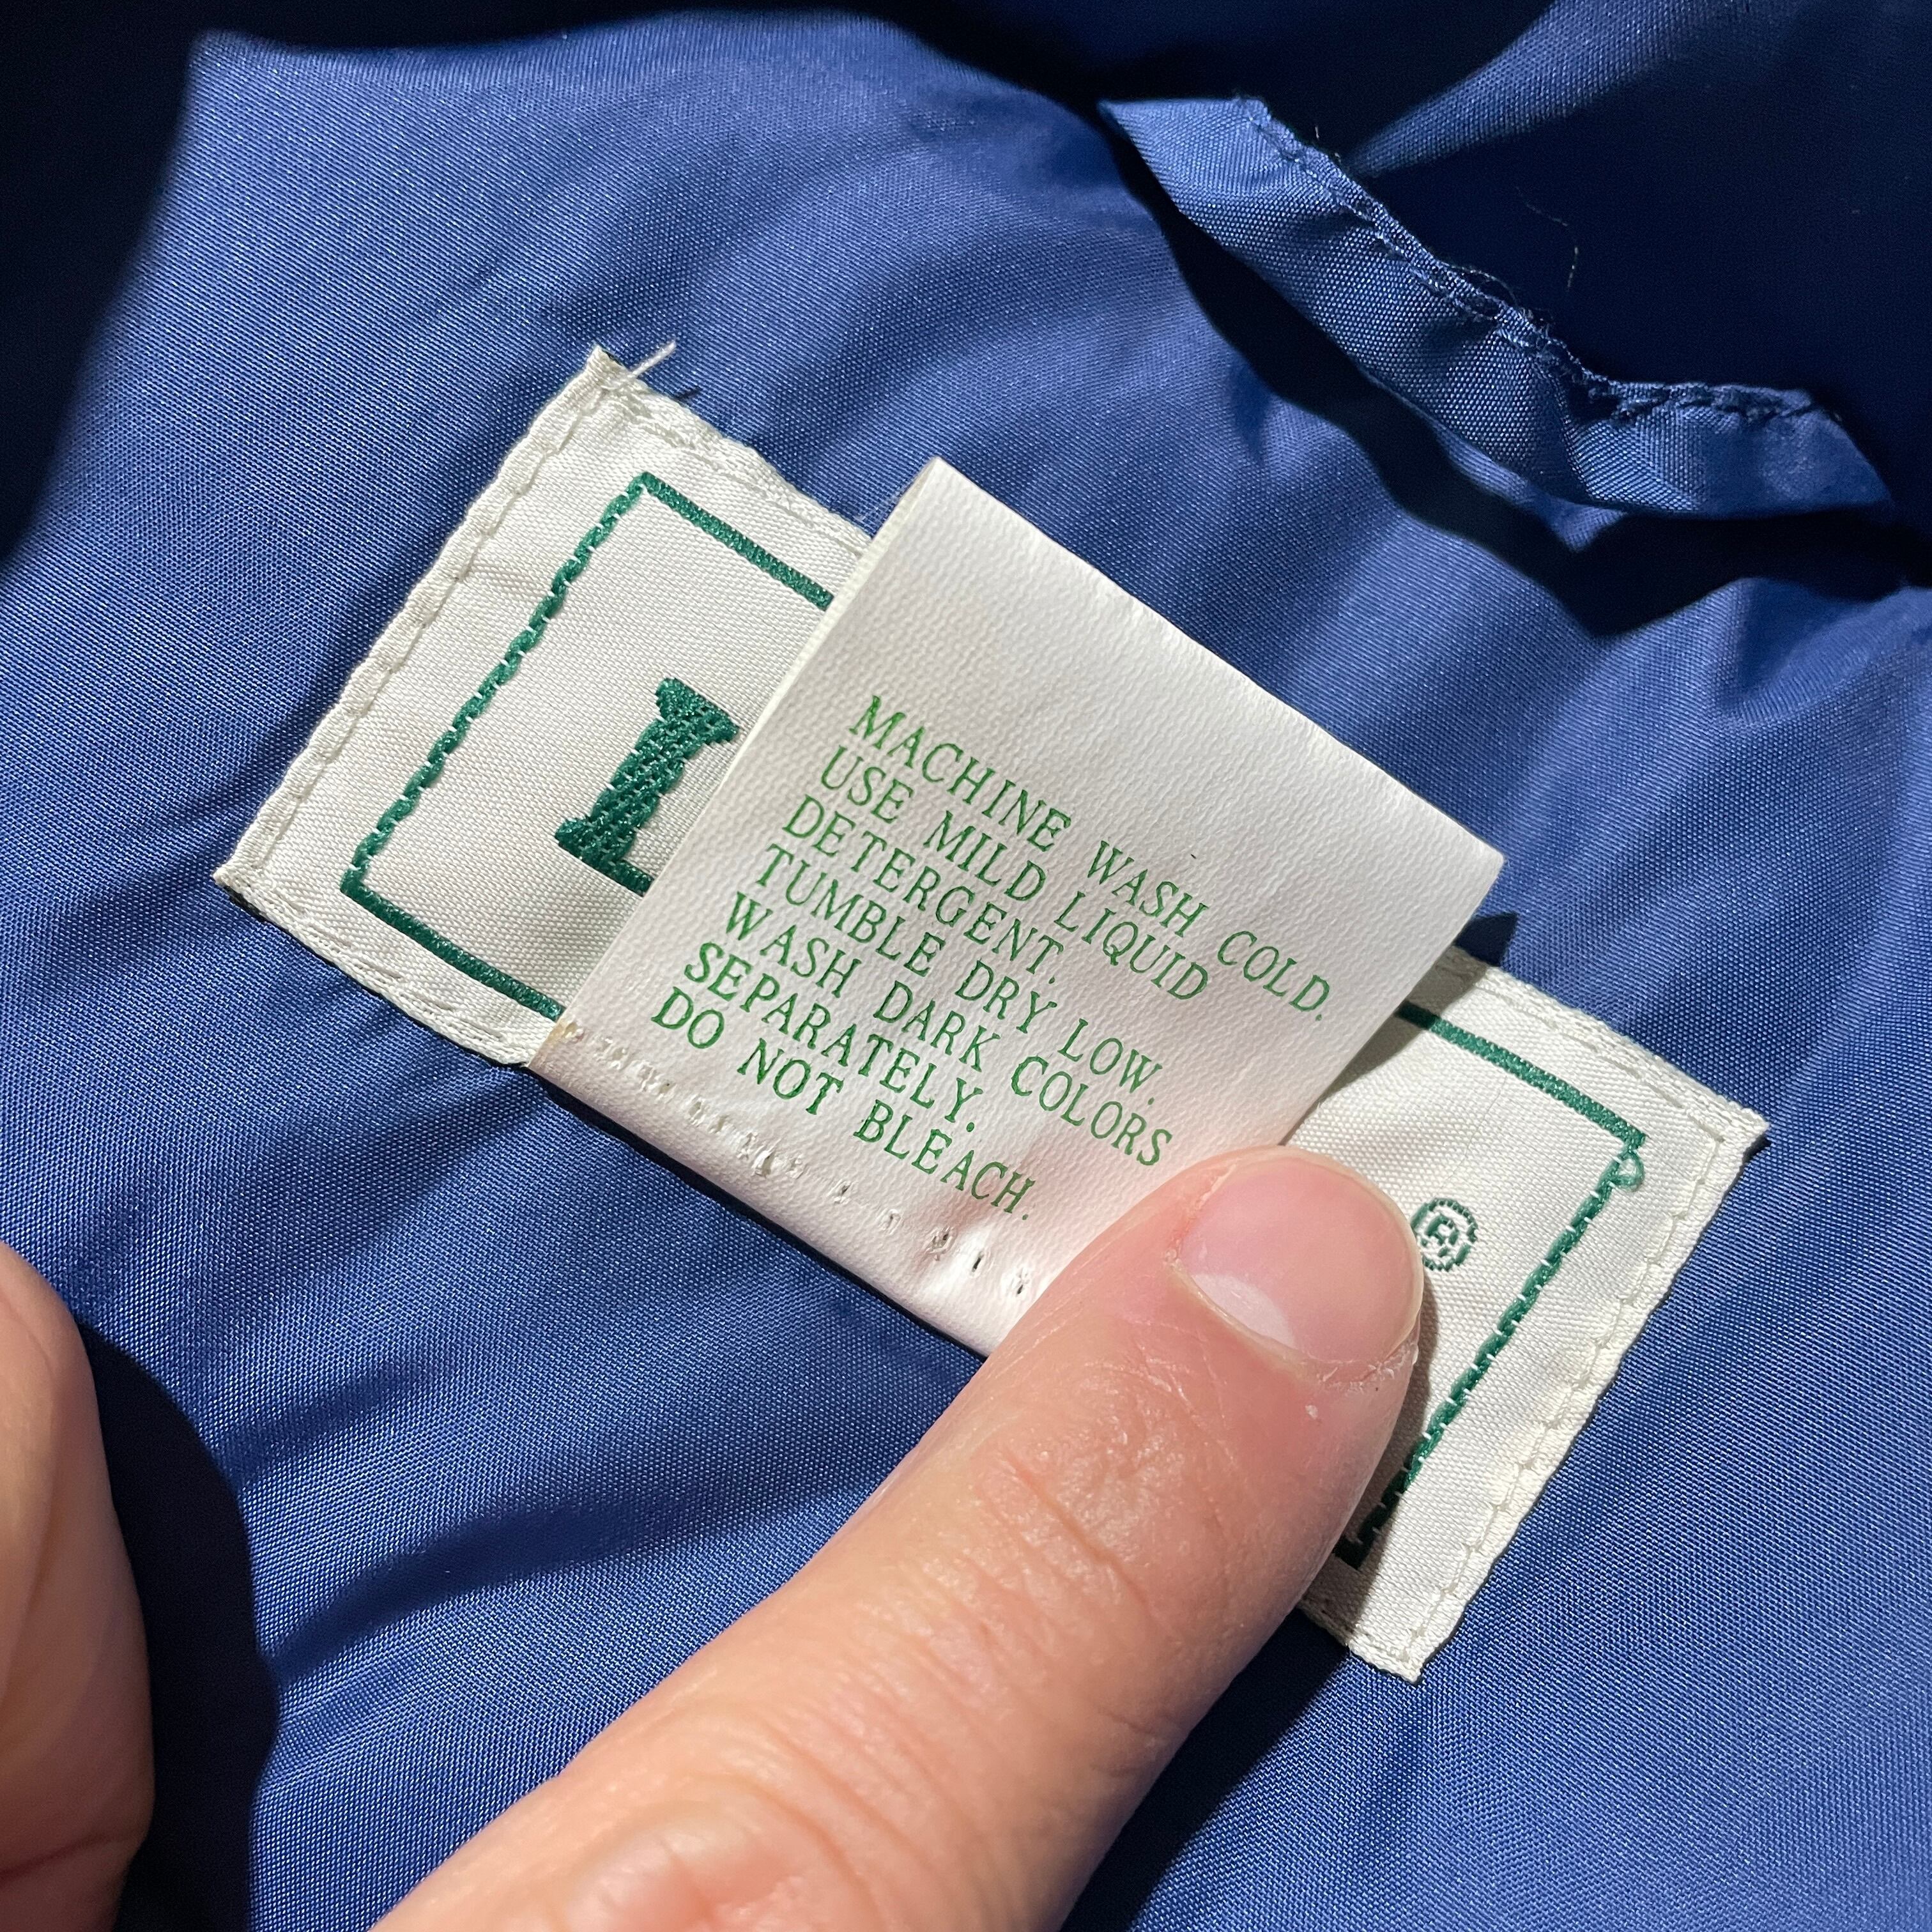 MACHINE WASH COLD.
USE MILD LIQUID
DETERGENT.
TUMBLE DRY LOW.
WASH DARK COLORS
SEPARATELY.
DO NOT BLEACH.
®